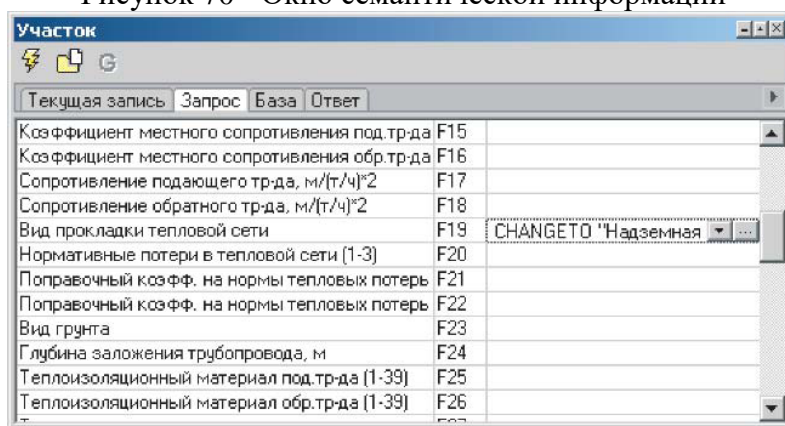 Рисунок 70 - Окно семантической информации
Участок
Текущая запись Запрос База Ответ
Коэффициент местного сопротивления под.тр-да F15
Коэффициент местного сопротивления обр.тр-да F16
Сопротивление подающего тр-да, м/(т/ч)*2 F17
Сопротивление обратного тр-да, м/(т/ч)*2 F18
Вид прокладки тепловой сети F19 CHANGETO "Надземная
Нормативные потери в тепловой сети (1-3) F20
Поправочный коэфф. на нормы тепловых потерь F21
Поправочный коэфф. на нормы тепловых потерь F22
Вид грунта F23
Глубина заложения трубопровода, м F24
Теплоизоляционный материал под.тр-да (1-39) F25
Теплоизоляционный материал обр.тр-да (1-39) F26